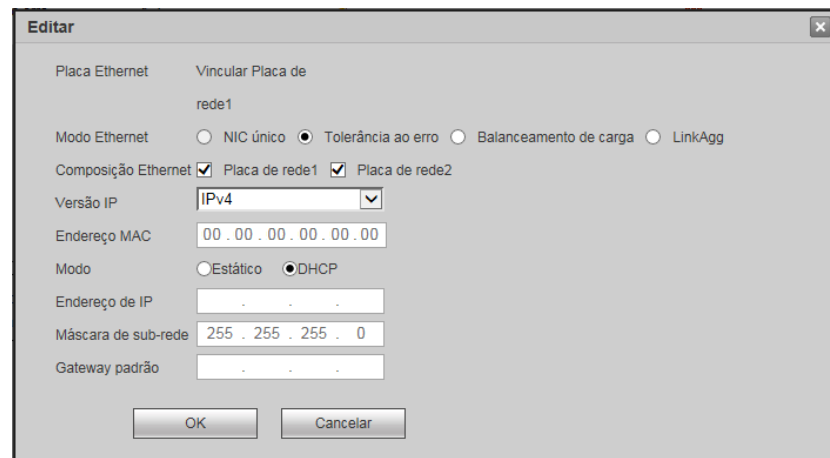 Editar
Placa Ethernet Vincular Placa de
rede1
Modo Ethernet NIC único Tolerância ao erro Balanceamento de carga LinkAgg
Composição Ethernet Placa de rede1 Placa de rede2
Versão IP IPv4
Endereço MAC 00 . 00 . 00 . 00 . 00 . 00
Modo Estático DHCP
Endereço de IP . . .
Máscara de sub-rede 255 . 255 . 255 . 0
Gateway padrão . . .
OK Cancelar